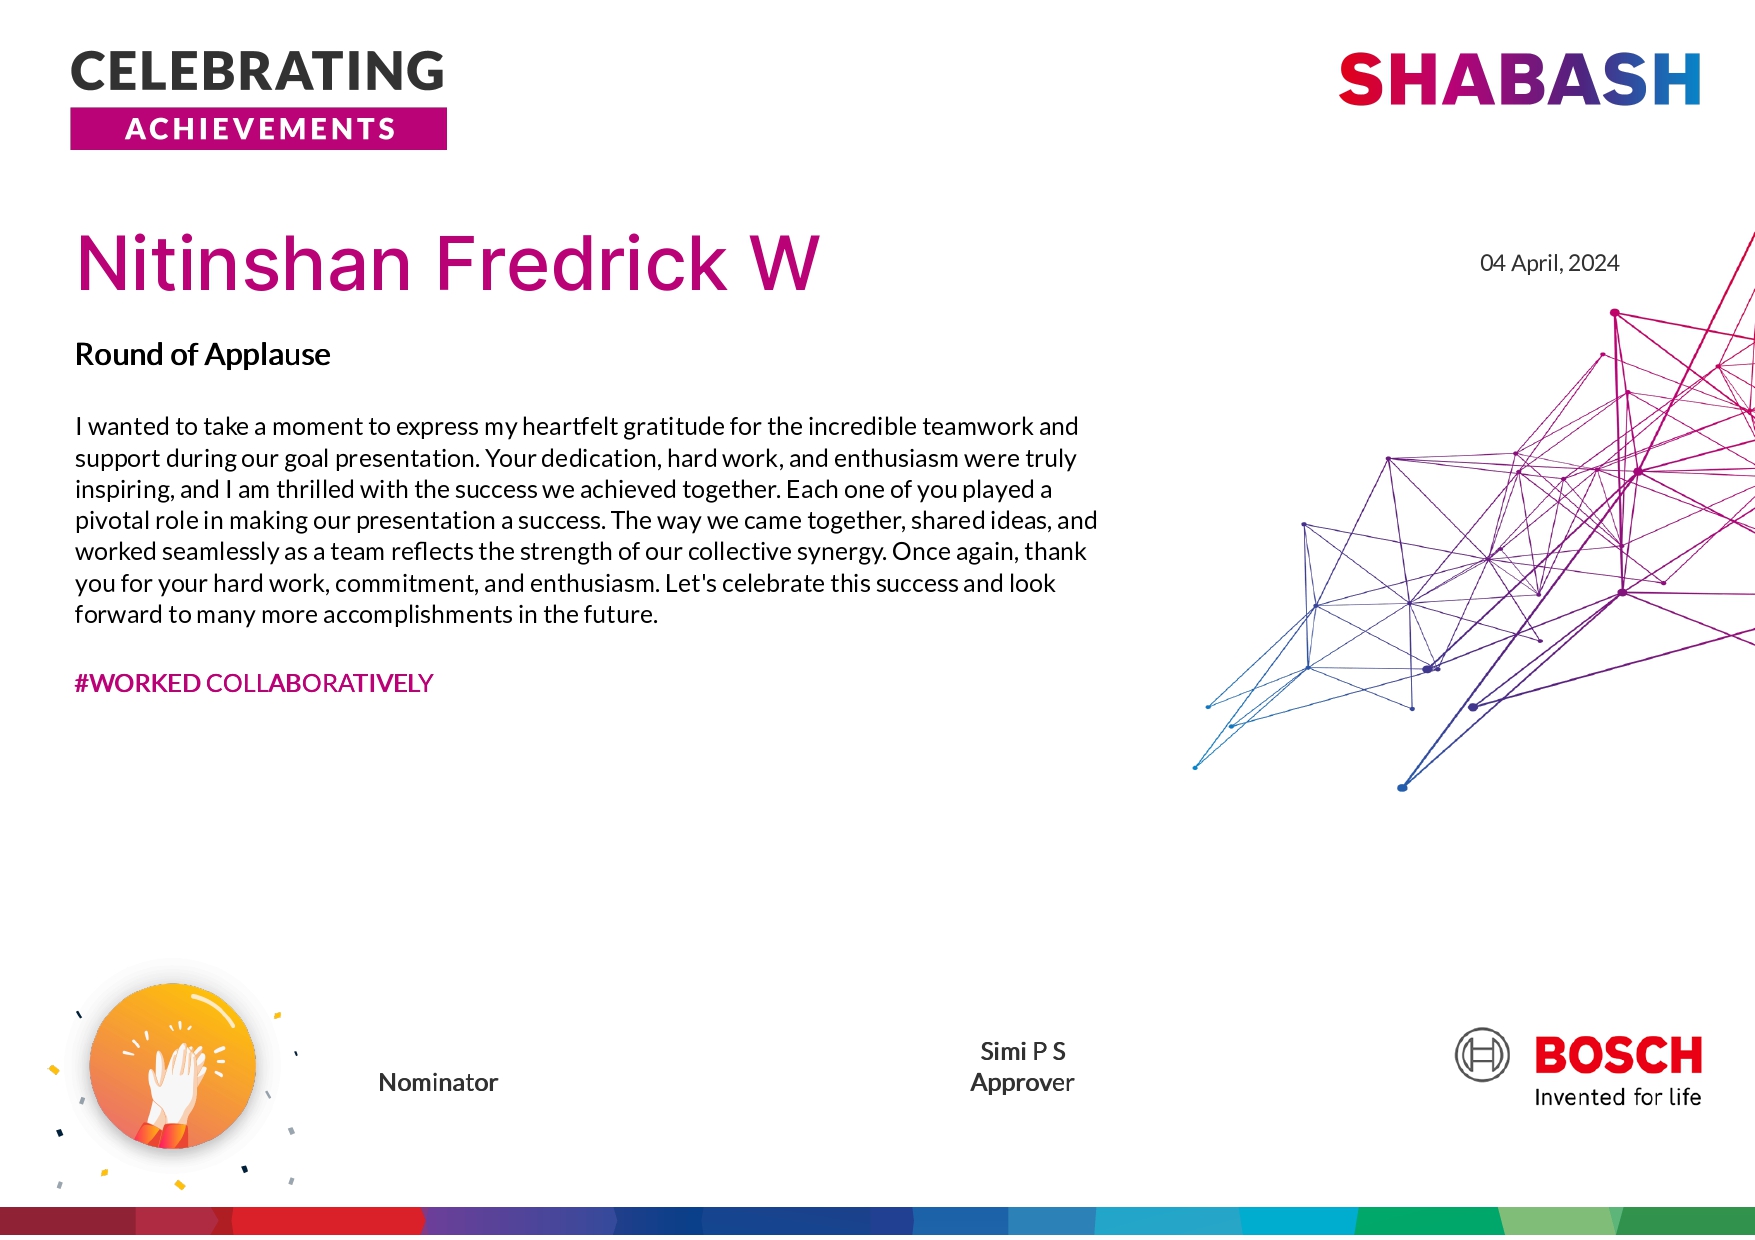 CELEBRATING
ACHIEVEMENTS
SHABASH
Nitinshan Fredrick W
04 April, 2024
Round of Applause
I wanted to take a moment to express my heartfelt gratitude for the incredible teamwork and
support during our goal presentation. Your dedication, hard work, and enthusiasm were truly
inspiring, and I am thrilled with the success we achieved together. Each one of you played a
pivotal role in making our presentation a success. The way we came together, shared ideas, and
worked seamlessly as a team reflects the strength of our collective synergy. Once again, thank
you for your hard work, commitment, and enthusiasm. Let's celebrate this success and look
forward to many more accomplishments in the future.
#WORKED COLLABORATIVELY
Nominator
Simi P S
Approver
BOSCH
Invented for life